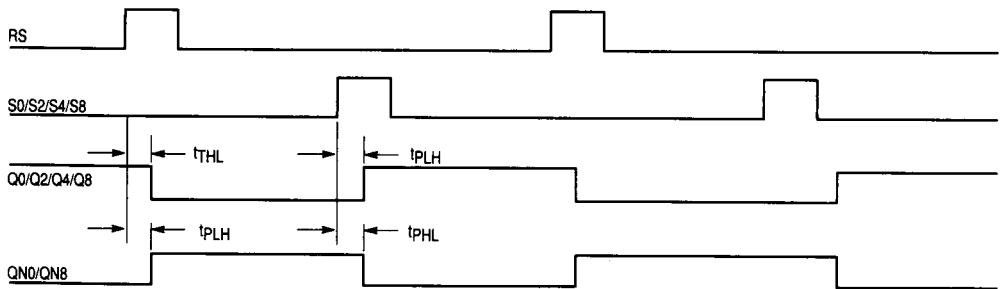 RS
S0/S2/S4/S8
tTHL
tPLH
Q0/Q2/Q4/Q8
tPLH
tPHL
QN0/QN8